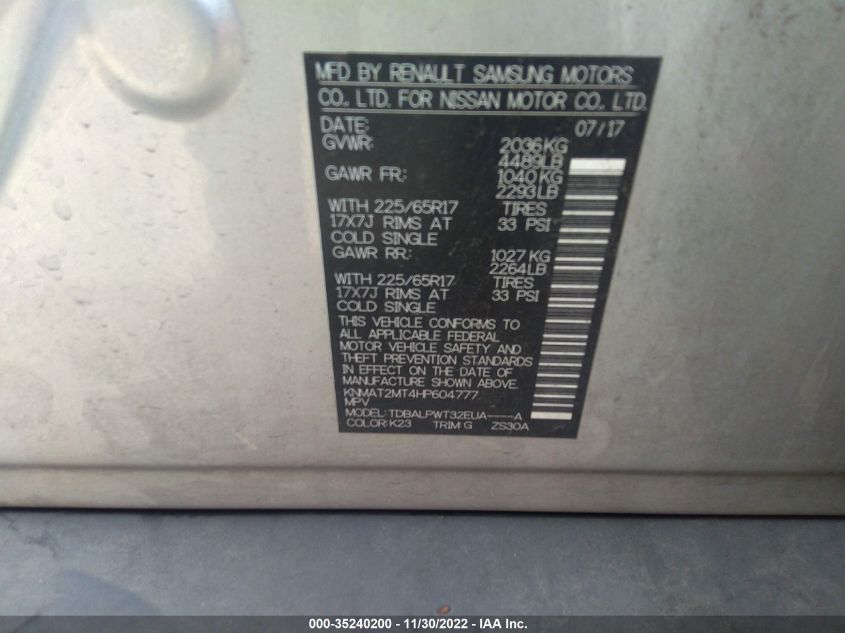 MFD BY RENAULT SAMSUNG MOTORS
CO., LTD. FOR NISSAN MOTOR CO., LTD.
DATE: 07/17
GVWR: 2036KG
4489LB
GAWR FR: 1040KG
2293LB
WITH 225/65R17 TIRES
17X7J RIMS AT 33 PSI
COLD SINGLE
GAWR RR: 1027KG
2264LB
WITH 225/65R17 TIRES
17X7J RIMS AT 33 PSI
COLD SINGLE
THIS VEHICLE CONFORMS TO
ALL APPLICABLE FEDERAL
MOTOR VEHICLE SAFETY AND
THEFT PREVENTION STANDARDS
IN EFFECT ON THE DATE OF
MANUFACTURE SHOWN ABOVE.
KNMAT2MT4HP604777
MPV
MODEL: TDBALPWT32EUA----A
COLOR:K23 TRIM:G ZS30A
000-35240200 - 11/30/2022 - IAA Inc.